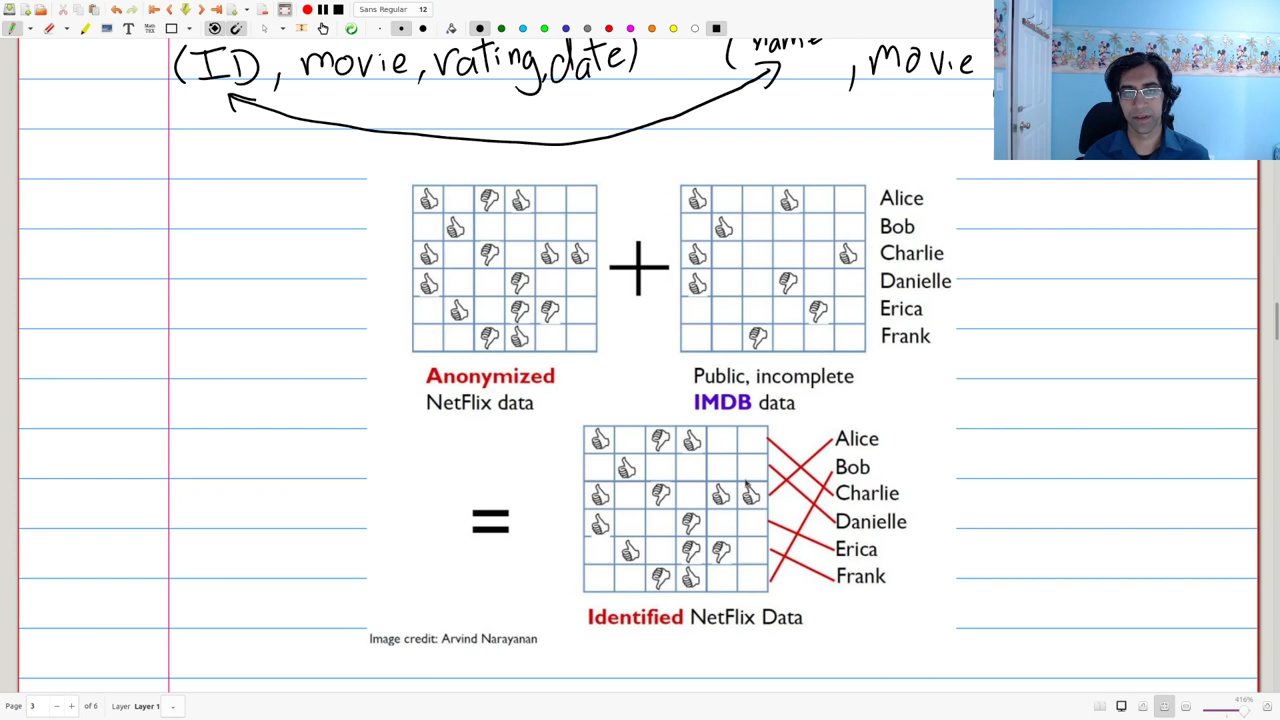 Sans Regular 12
(ID, movie, rating, date) (name, movie
Alice
Bob
Charlie
Danielle
Erica
Frank
Anonymized
NetFlix data
Public, incomplete
IMDB data
=
Alice
Bob
Charlie
Danielle
Erica
Frank
Identified NetFlix Data
Image credit: Arvind Narayanan
Page 3 of 6 Layer Layer 1
416%